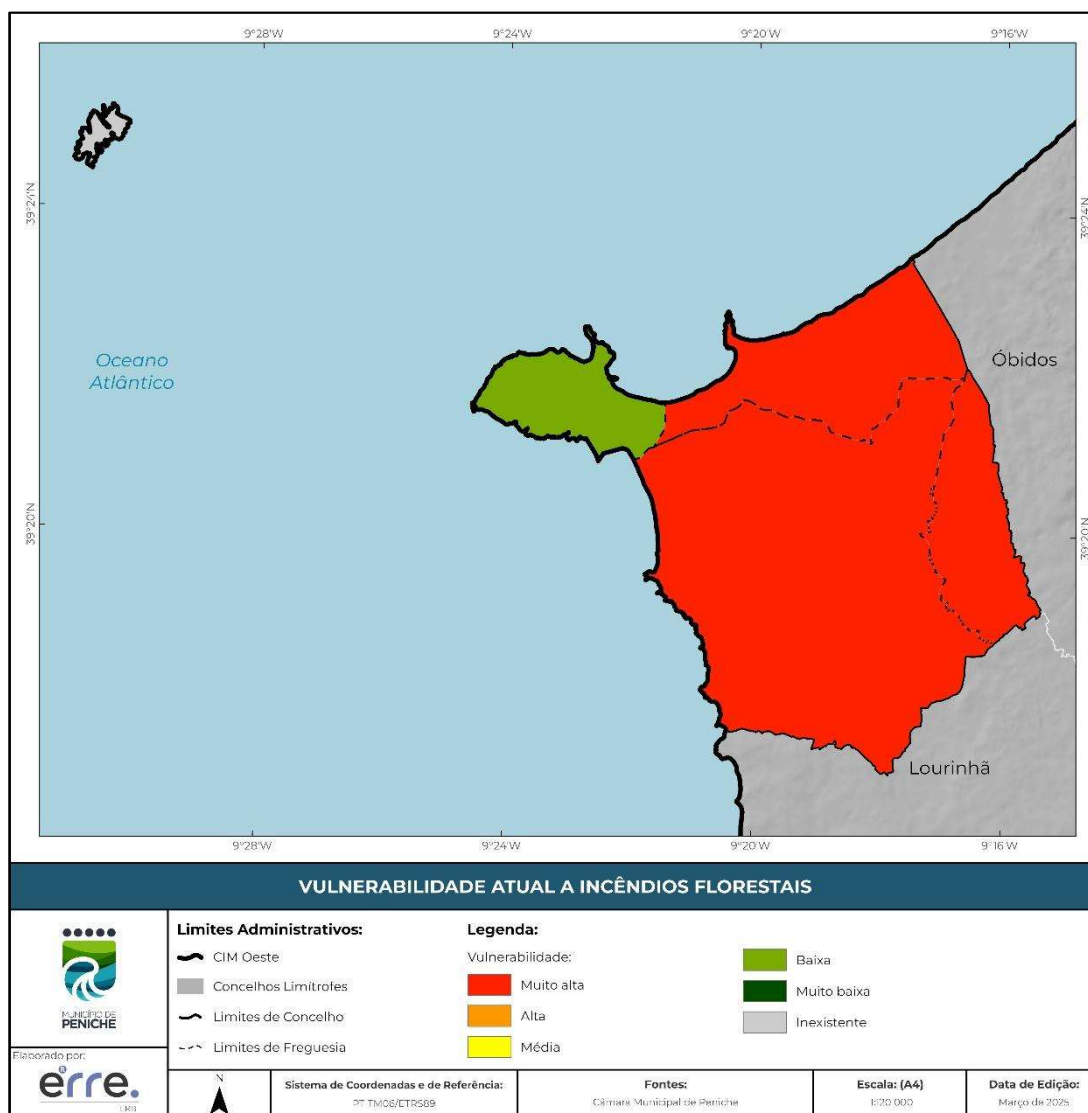 9°28'W 9°24'W 9°20'W 9°16'W
39°24'N 39°24'N
Oceano
Atlântico
Óbidos
39°20'N 39°20'N
Lourinhã
9°28'W 9°24'W 9°20'W 9°16'W
VULNERABILIDADE ATUAL A INCÊNDIOS FLORESTAIS
MUNICÍPIO DE
PENICHE
Elaborado por:
erre.
LRB
Limites Administrativos:
CIM Oeste
Concelhos Limítrofes
Limites de Concelho
Limites de Freguesia
Legenda:
Vulnerabilidade:
Muito alta
Alta
Média
Baixa
Muito baixa
Inexistente
N
Sistema de Coordenadas e de Referência:
PT TM06/ETRS89
Fontes:
Câmara Municipal de Peniche
Escala: (A4)
1:120 000
Data de Edição:
Março de 2025